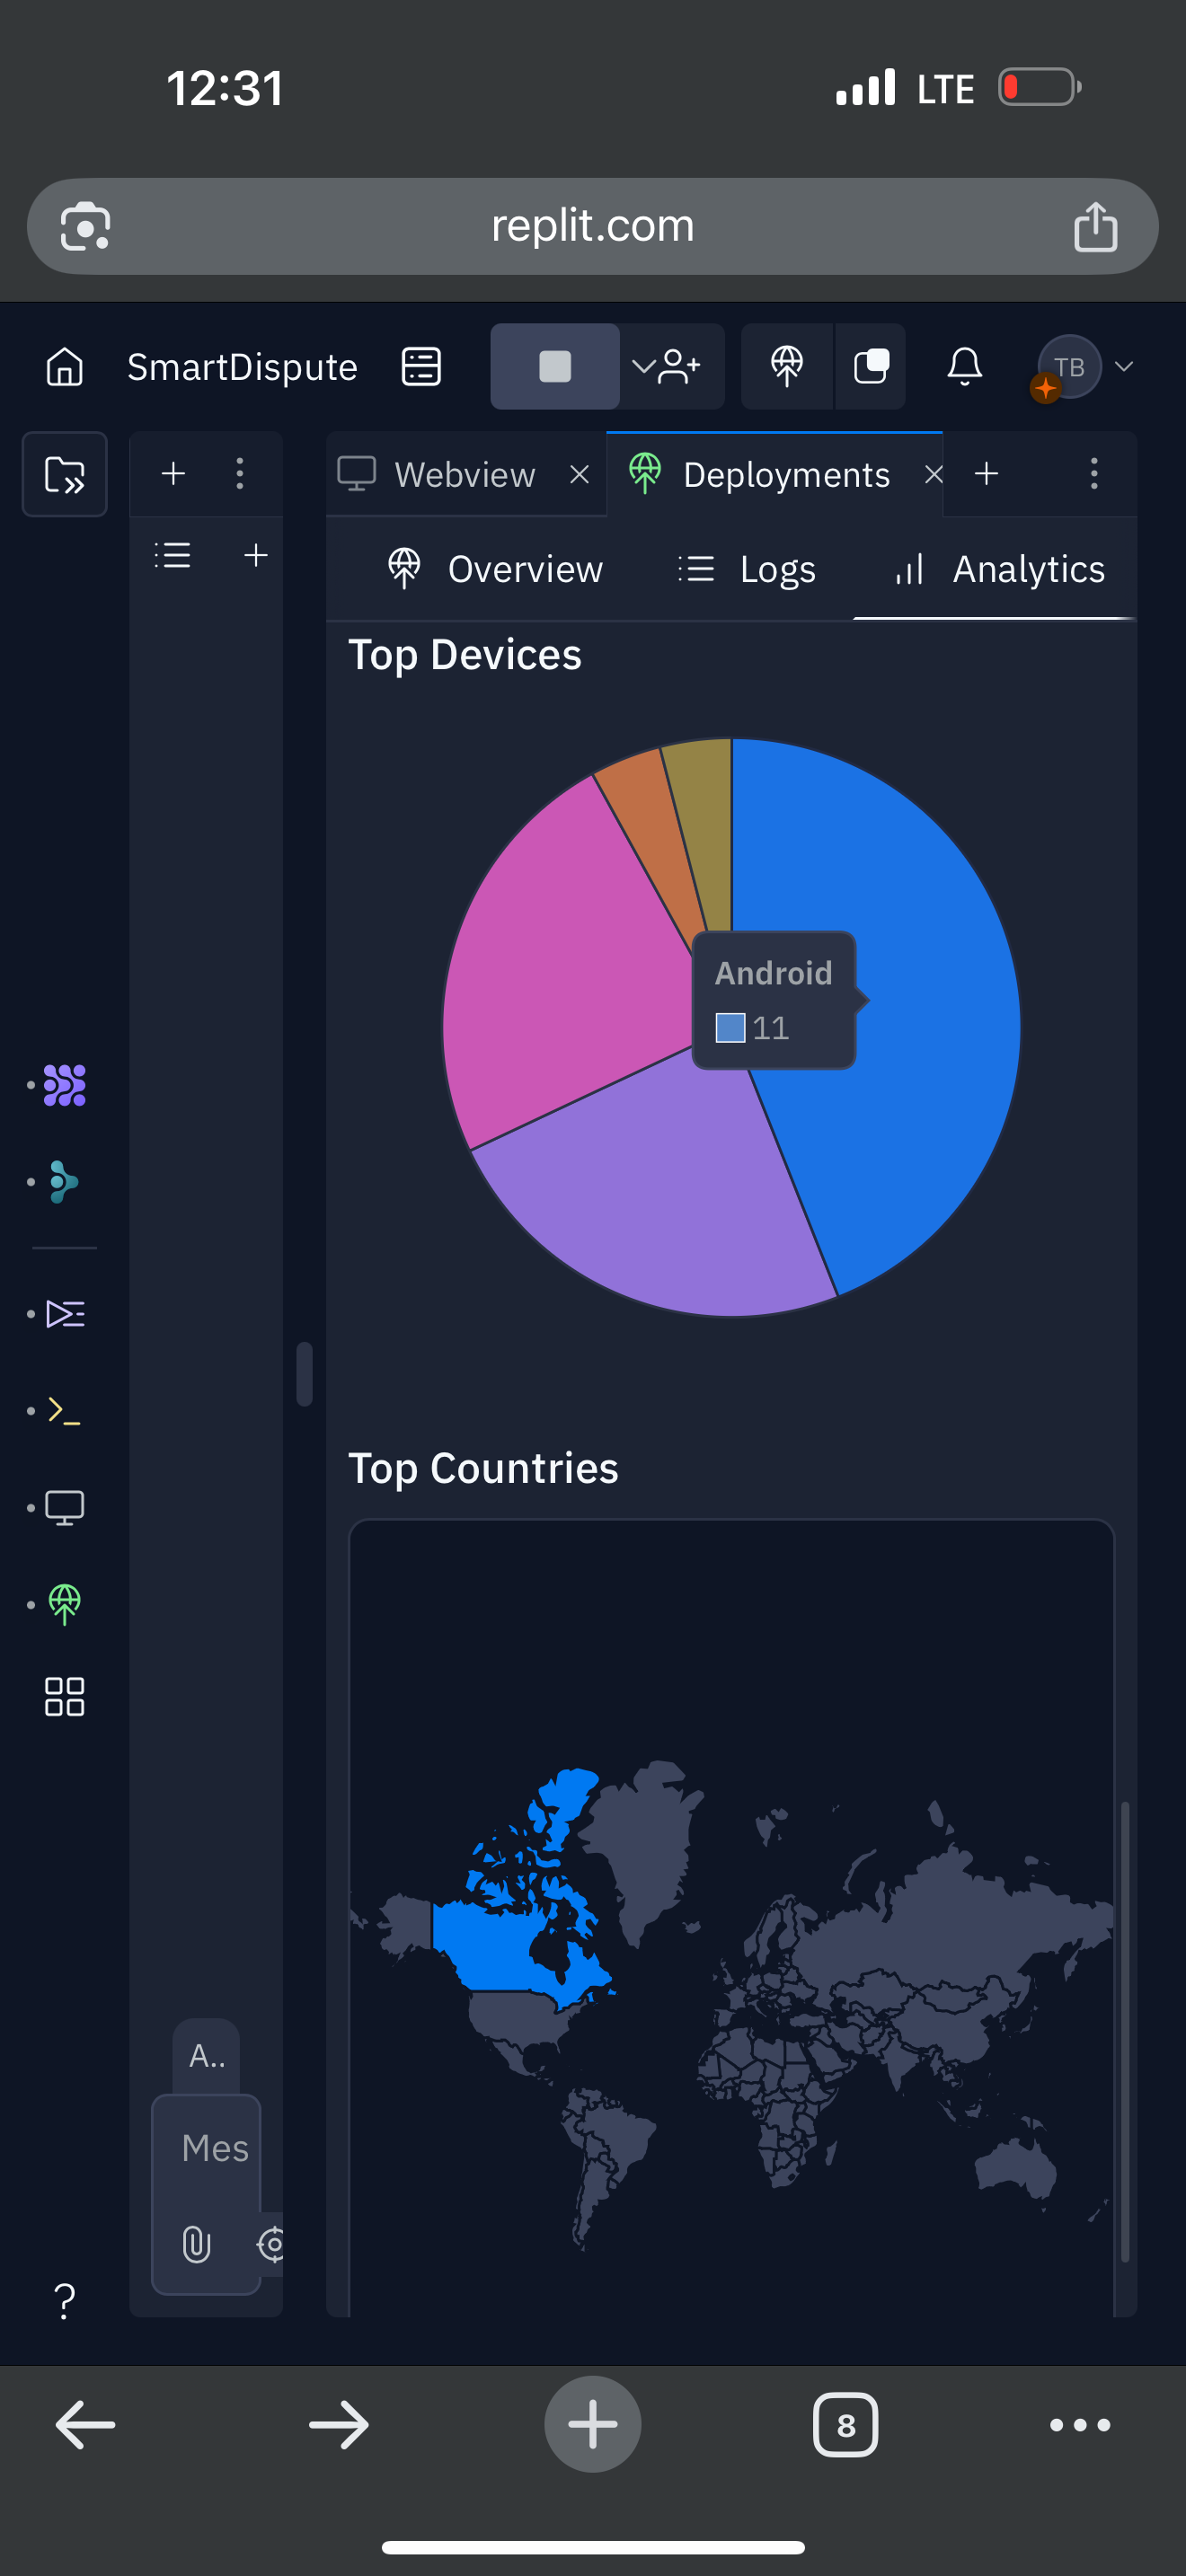 12:31
LTE
replit.com
SmartDispute
TB
Webview
Deployments
Overview
Logs
Analytics
Top Devices
Android
11
Top Countries
A..
Mes
?
8